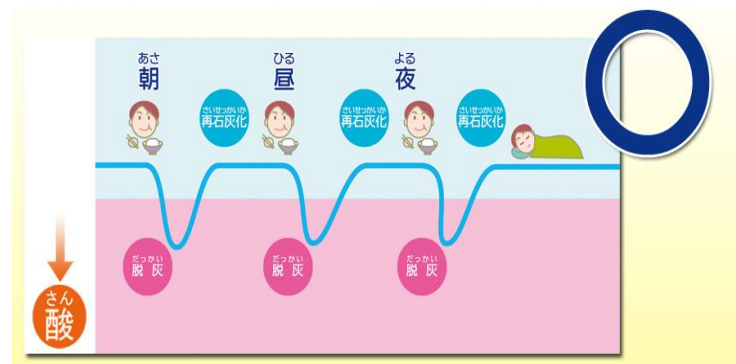 あさ
朝
ひる
昼
よる
夜
さいせっかいか
再石灰化
さいせっかいか
再石灰化
さいせっかいか
再石灰化
だっかい
脱灰
だっかい
脱灰
だっかい
脱灰
さん
酸